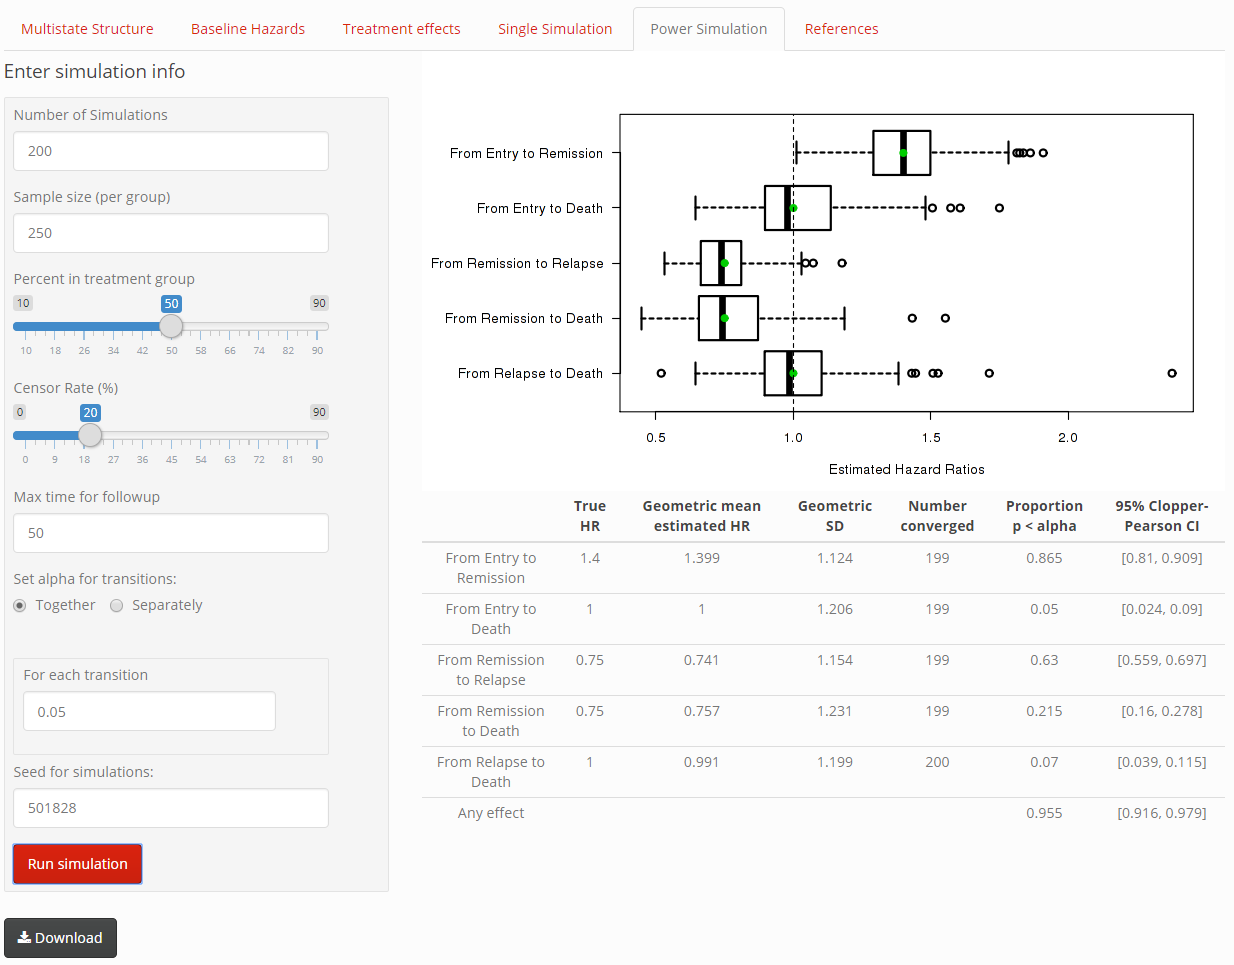 Multistate Structure
Baseline Hazards
Treatment effects
Single Simulation
Power Simulation
References
Enter simulation info
Number of Simulations
200
Sample size (per group)
250
Percent in treatment group
10 50 90
10 18 26 34 42 50 58 66 74 82 90
Censor Rate (%)
0 20 90
0 9 18 27 36 45 54 63 72 81 90
Max time for followup
50
Set alpha for transitions:
Together Separately
For each transition
0.05
Seed for simulations:
501828
Run simulation
Download
From Entry to Remission
From Entry to Death
From Remission to Relapse
From Remission to Death
From Relapse to Death
0.5 1.0 1.5 2.0
Estimated Hazard Ratios
True Geometric mean Geometric Number Proportion 95% Clopper-
HR estimated HR SD converged p < alpha Pearson CI
From Entry to 1.4 1.399 1.124 199 0.865 [0.81, 0.909]
Remission
From Entry to 1 1 1.206 199 0.05 [0.024, 0.09]
Death
From Remission 0.75 0.741 1.154 199 0.63 [0.559, 0.697]
to Relapse
From Remission 0.75 0.757 1.231 199 0.215 [0.16, 0.278]
to Death
From Relapse to 1 0.991 1.199 200 0.07 [0.039, 0.115]
Death
Any effect 0.955 [0.916, 0.979]